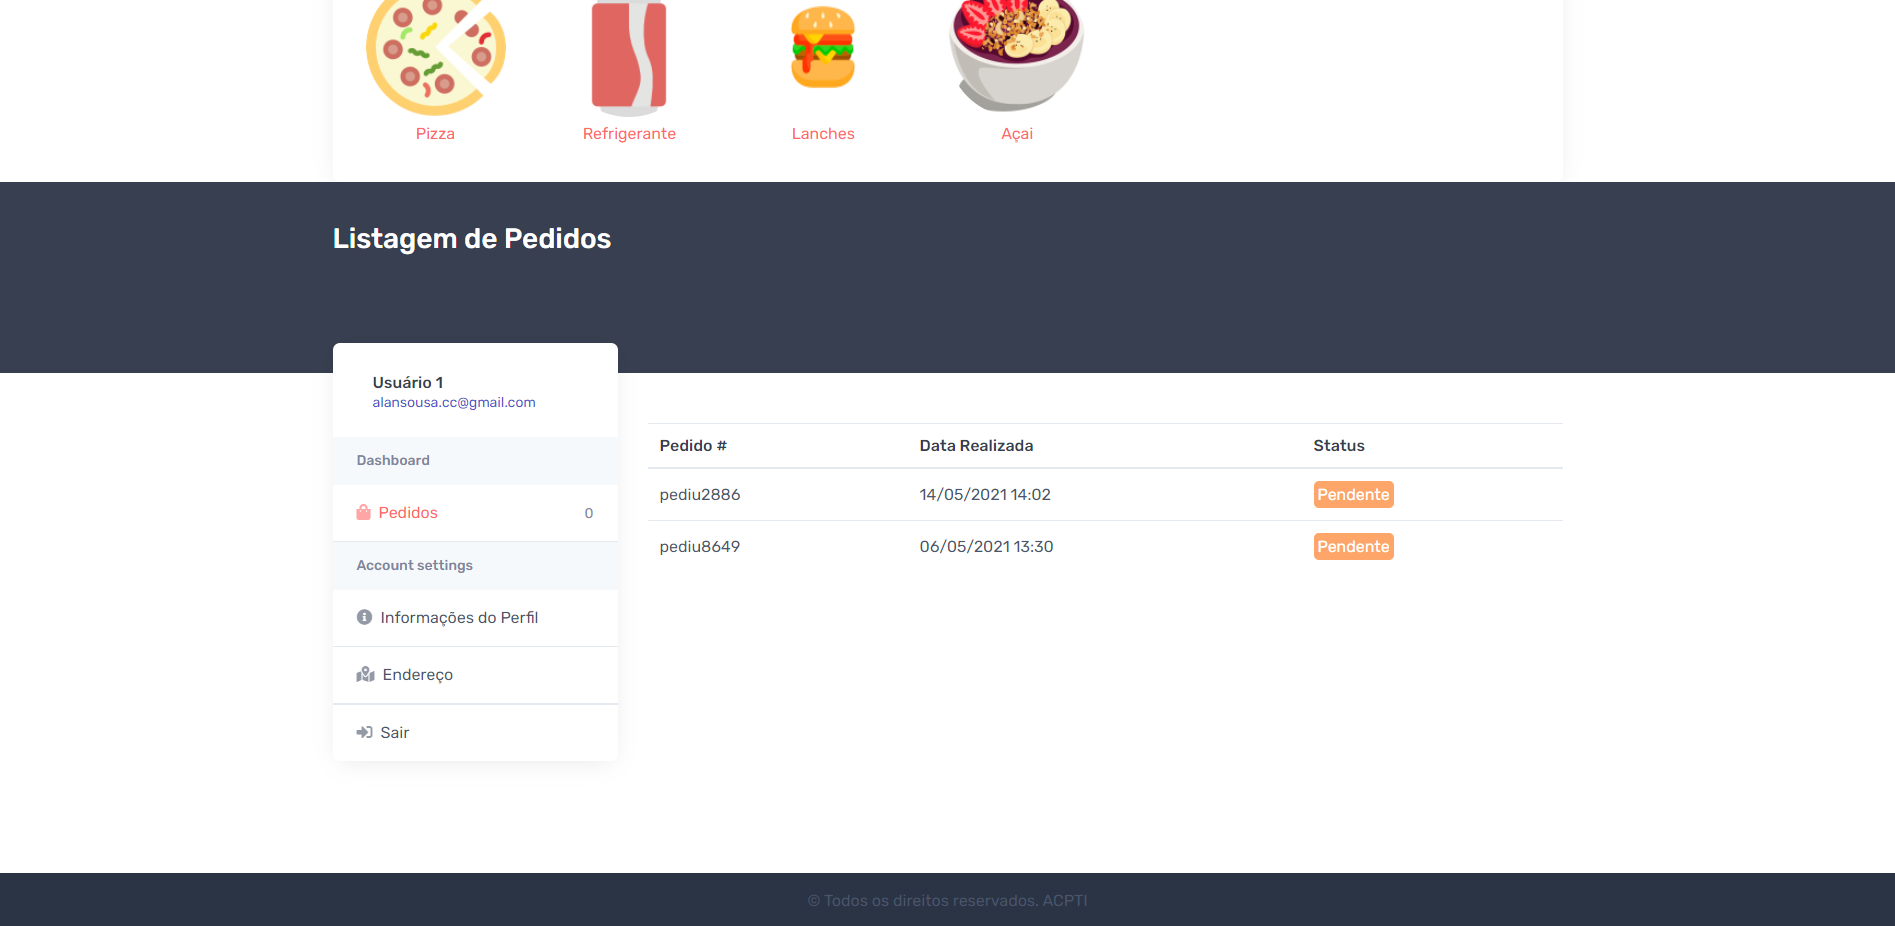 Pizza Refrigerante Lanches Açai
Listagem de Pedidos
Usuário 1
alansousa.cc@gmail.com
Dashboard
Pedidos 0
Account settings
Informações do Perfil
Endereço
Sair
Pedido # Data Realizada Status
pediu2886 14/05/2021 14:02 Pendente
pediu8649 06/05/2021 13:30 Pendente
© Todos os direitos reservados. ACPTI